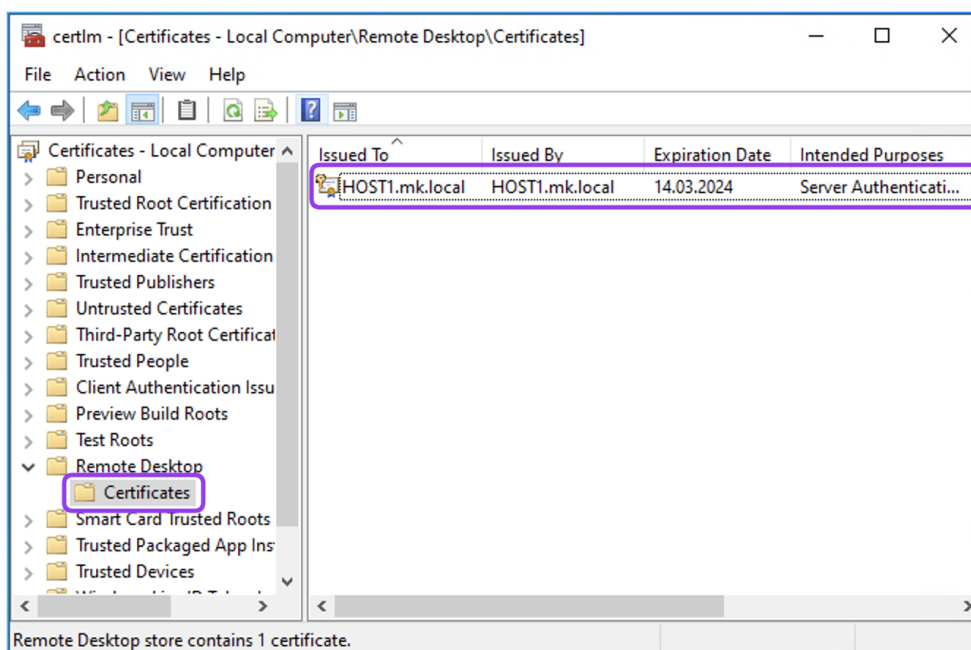 certlm - [Certificates - Local Computer\Remote Desktop\Certificates]
File Action View Help
Certificates - Local Computer
Personal
Trusted Root Certification
Enterprise Trust
Intermediate Certification
Trusted Publishers
Untrusted Certificates
Third-Party Root Certificat
Trusted People
Client Authentication Issu
Preview Build Roots
Test Roots
Remote Desktop
Certificates
Smart Card Trusted Roots
Trusted Packaged App Ins
Trusted Devices
Issued To Issued By Expiration Date Intended Purposes
HOST1.mk.local HOST1.mk.local 14.03.2024 Server Authenticati...
Remote Desktop store contains 1 certificate.